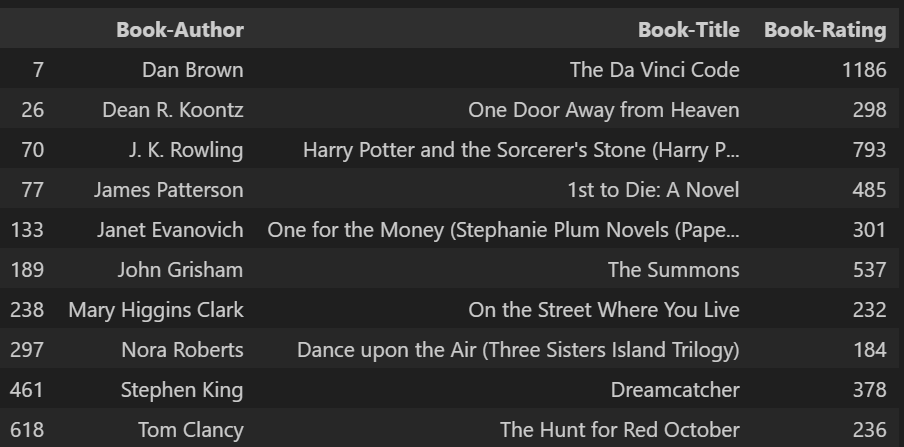 Book-Author Book-Title Book-Rating
7 Dan Brown The Da Vinci Code 1186
26 Dean R. Koontz One Door Away from Heaven 298
70 J. K. Rowling Harry Potter and the Sorcerer's Stone (Harry P... 793
77 James Patterson 1st to Die: A Novel 485
133 Janet Evanovich One for the Money (Stephanie Plum Novels (Pape... 301
189 John Grisham The Summons 537
238 Mary Higgins Clark On the Street Where You Live 232
297 Nora Roberts Dance upon the Air (Three Sisters Island Trilogy) 184
461 Stephen King Dreamcatcher 378
618 Tom Clancy The Hunt for Red October 236